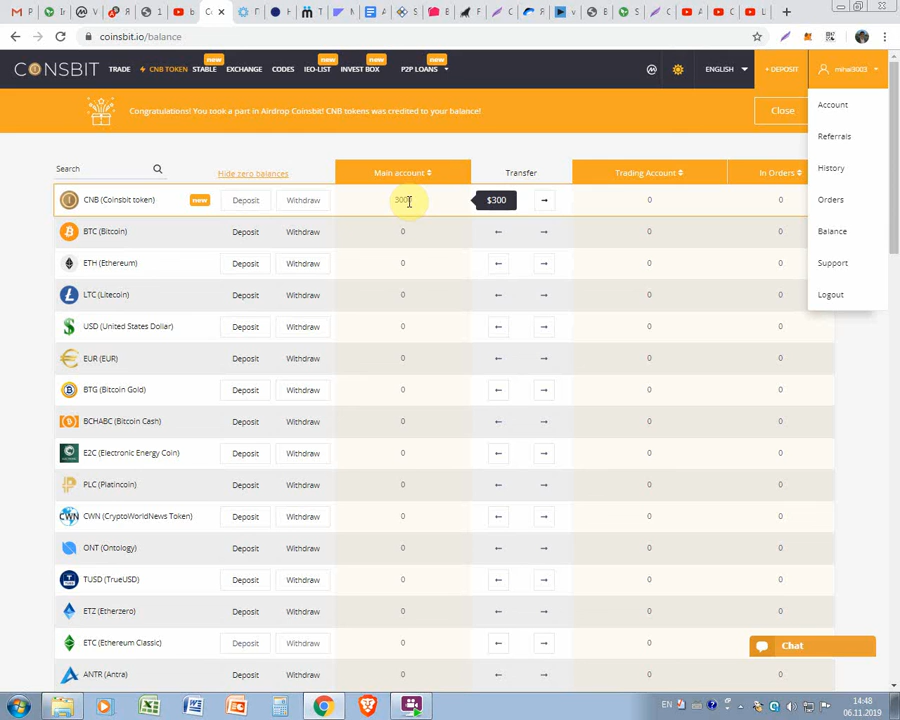 coinsbit.io/balance
CONSBIT
TRADE
CNB TOKEN
STABLE
new
EXCHANGE
CODES
IEO-LIST
new
INVEST BOX
new
P2P LOANS
new
ENGLISH
+ DEPOSIT
mihai3003
Congratulations! You took a part in Airdrop Coinsbit! CNB tokens was credited to your balance!
Close
Account
Referrals
History
Orders
Balance
Support
Logout
Search
Hide zero balances
Main account
Transfer
Trading Account
In Orders
CNB (Coinsbit token) new Deposit Withdraw 3000 $300 → 0 0
BTC (Bitcoin) Deposit Withdraw 0 ← → 0 0
ETH (Ethereum) Deposit Withdraw 0 ← → 0 0
LTC (Litecoin) Deposit Withdraw 0 ← → 0 0
USD (United States Dollar) Deposit Withdraw 0 ← → 0 0
EUR (EUR) Deposit Withdraw 0 ← → 0 0
BTG (Bitcoin Gold) Deposit Withdraw 0 ← → 0 0
BCHABC (Bitcoin Cash) Deposit Withdraw 0 ← → 0 0
E2C (Electronic Energy Coin) Deposit Withdraw 0 ← → 0 0
PLC (Platincoin) Deposit Withdraw 0 ← → 0 0
CWN (CryptoWorldNews Token) Deposit Withdraw 0 ← → 0 0
ONT (Ontology) Deposit Withdraw 0 ← → 0 0
TUSD (TrueUSD) Deposit Withdraw 0 ← → 0 0
ETZ (Etherzero) Deposit Withdraw 0 ← → 0 0
ETC (Ethereum Classic) Deposit Withdraw 0 ← → 0 0
ANTR (Antra) Deposit Withdraw 0 ← → 0 0
Chat
EN
14:48
06.11.2019